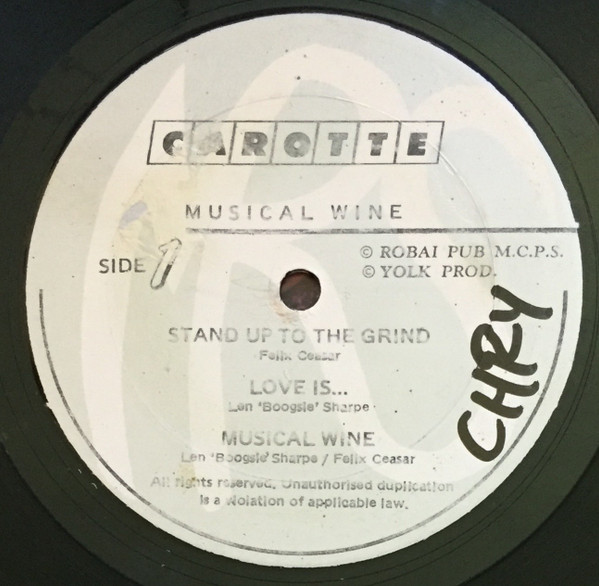 CAROTTE
MUSICAL WINE
SIDE 1
© ROBAI PUB M.C.P.S.
© YOLK PROD.
STAND UP TO THE GRIND
Felix Ceasar
LOVE IS...
Len 'Boogsie' Sharpe
MUSICAL WINE
Len 'Boogsie' Sharpe / Felix Ceasar
All rights reserved. Unauthorised duplication
is a violation of applicable law.
CHRY